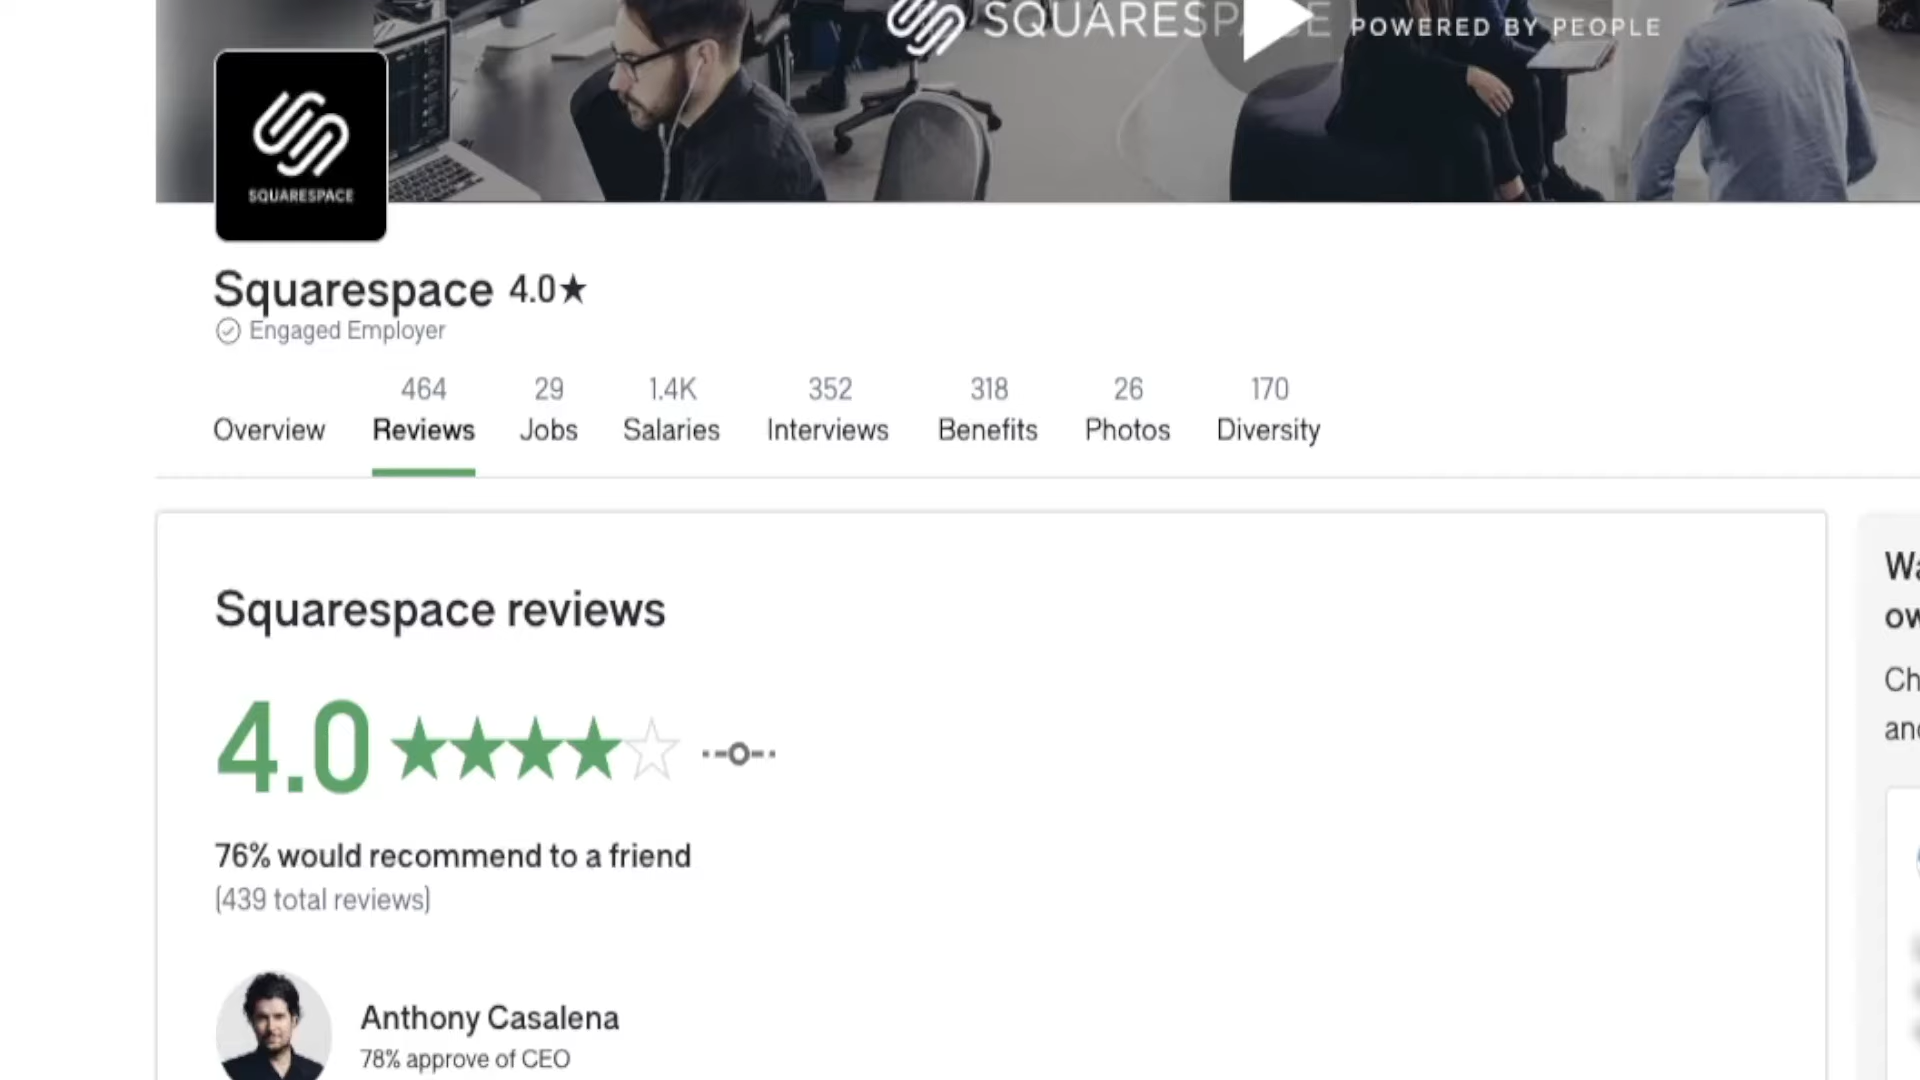 SQUARESPACE POWERED BY PEOPLE
SQUARESPACE
Squarespace 4.0★
Engaged Employer
Overview
464 Reviews
29 Jobs
1.4K Salaries
352 Interviews
318 Benefits
26 Photos
170 Diversity
Squarespace reviews
4.0
76% would recommend to a friend
(439 total reviews)
Anthony Casalena
78% approve of CEO